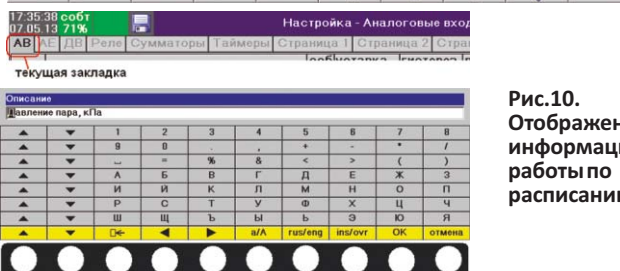 17:35:38 собт
07.05.13 71%
Настройка - Аналоговые вход
АВ АЕ ДВ Реле Сумматоры Таймеры Страница 1 Страница 2 Стра
текущая закладка
Описание
Давление пара, кПа
▲ ▼ 1 2 3 4 5 6 7 8
▲ ▼ 9 0 . , + - * /
▲ ▼ = % & < > ( )
▲ ▼ А Б В Г Д Е Ж З
▲ ▼ И Й К Л М Н О П
▲ ▼ Р С Т У Ф Х Ц Ч
▲ ▼ Ш Щ Ъ Ы Ь Э Ю Я
▲ ▼ ◀ ▶ а/А rus/eng ins/ovr OK отмена
Рис.10.
Отображен
информац
работы по
расписани